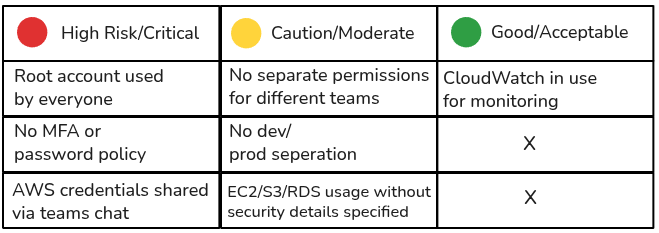 High Risk/Critical
Caution/Moderate
Good/Acceptable
Root account used
by everyone
No separate permissions
for different teams
CloudWatch in use
for monitoring
No MFA or
password policy
No dev/
prod seperation
X
AWS credentials shared
via teams chat
EC2/S3/RDS usage without
security details specified
X